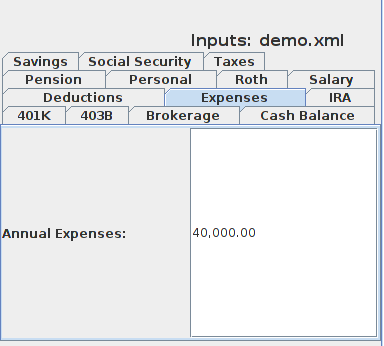 Inputs: demo.xml
Savings Social Security Taxes
Pension Personal Roth Salary
Deductions Expenses IRA
401K 403B Brokerage Cash Balance
Annual Expenses: 40,000.00